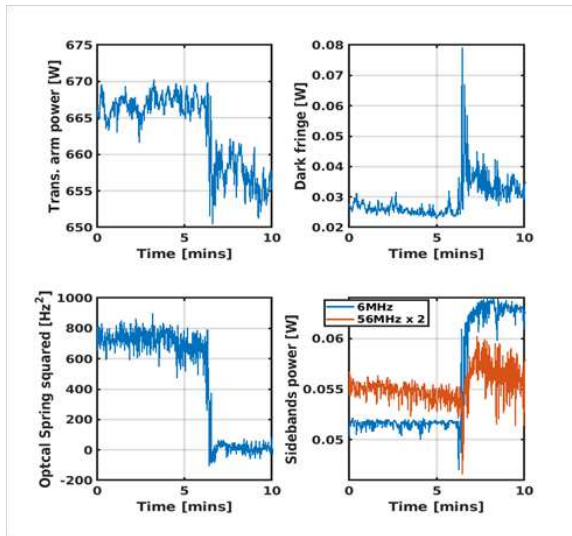 675
670
665
660
655
650
Trans. arm power [W]
0 5 10
Time [mins]
0.08
0.07
0.06
0.05
0.04
0.03
0.02
Dark fringe [W]
0 5 10
Time [mins]
1000
800
600
400
200
0
-200
Optcal Spring squared [Hz²]
0 5 10
Time [mins]
6MHz
56MHz x 2
0.06
0.055
0.05
Sidebands power [W]
0 5 10
Time [mins]